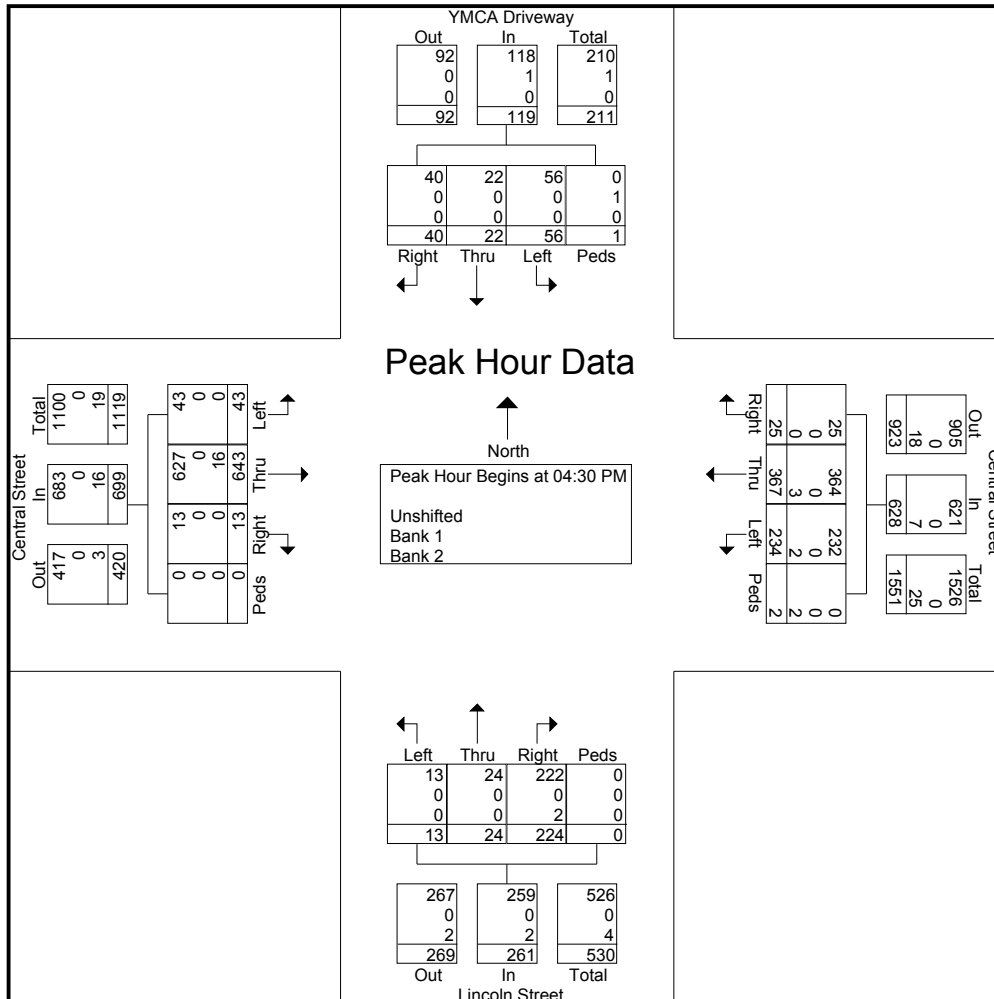 YMCA Driveway
Out In Total
92 118 210
0 1 1
0 0 0
92 119 211
40 22 56 0
0 0 0 1
0 0 0 0
40 22 56 1
Right Thru Left Peds
Peak Hour Data
North
Peak Hour Begins at 04:30 PM
Unshifted
Bank 1
Bank 2
Central Street
Total In Out
1100 683 417
0 0 0
19 16 3
1119 699 420
Left Thru Right Peds
43 627 13 0
0 0 0 0
0 16 0 0
43 643 13 0
Central Street
Out In Total
905 621 1526
0 0 0
18 7 25
923 628 1551
Right Thru Left Peds
25 364 232 0
0 0 0 0
0 3 2 2
25 367 234 2
Left Thru Right Peds
13 24 222 0
0 0 0 0
0 0 2 0
13 24 224 0
267 259 526
0 0 0
2 2 4
269 261 530
Out In Total
Lincoln Street